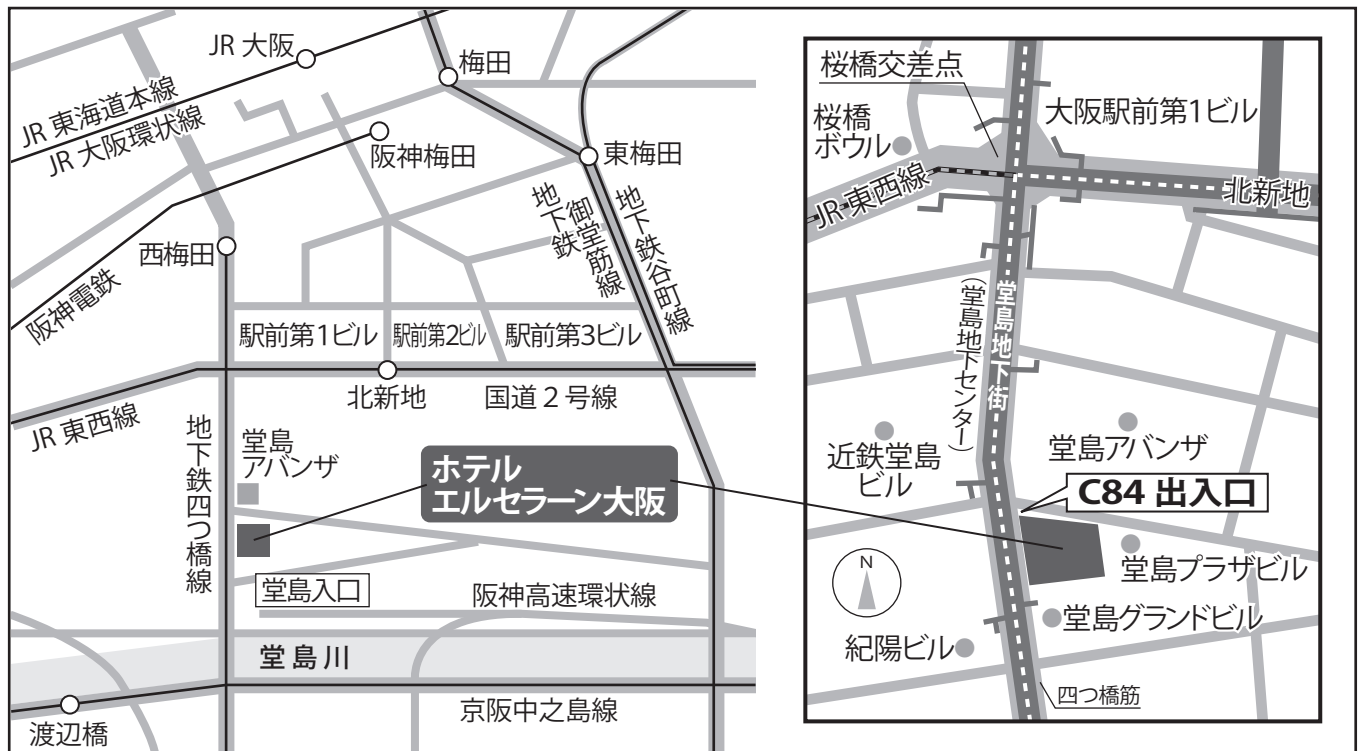 JR 大阪
梅田
JR 東海道本線
JR 大阪環状線
阪神梅田
東梅田
地下鉄
御堂筋線
地下鉄谷町線
西梅田
阪神電鉄
駅前第1ビル
駅前第2ビル
駅前第3ビル
北新地
国道2号線
JR 東西線
地下鉄四つ橋線
堂島
アバンザ
ホテル
エルセラーン大阪
堂島入口
阪神高速環状線
堂島川
京阪中之島線
渡辺橋
桜橋交差点
大阪駅前第1ビル
桜橋
ボウル
JR 東西線
北新地
堂島地下街
(堂島地下センター)
近鉄堂島
ビル
堂島アバンザ
C84 出入口
N
堂島プラザビル
堂島グランドビル
紀陽ビル
四つ橋筋